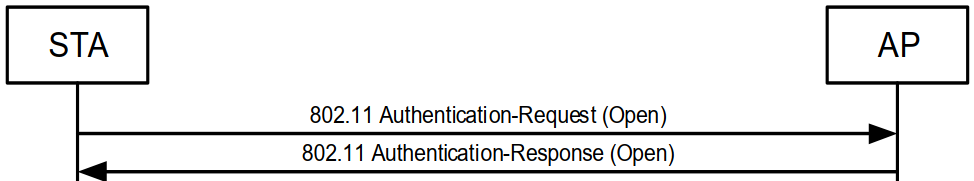 STA
AP
802.11 Authentication-Request (Open)
802.11 Authentication-Response (Open)